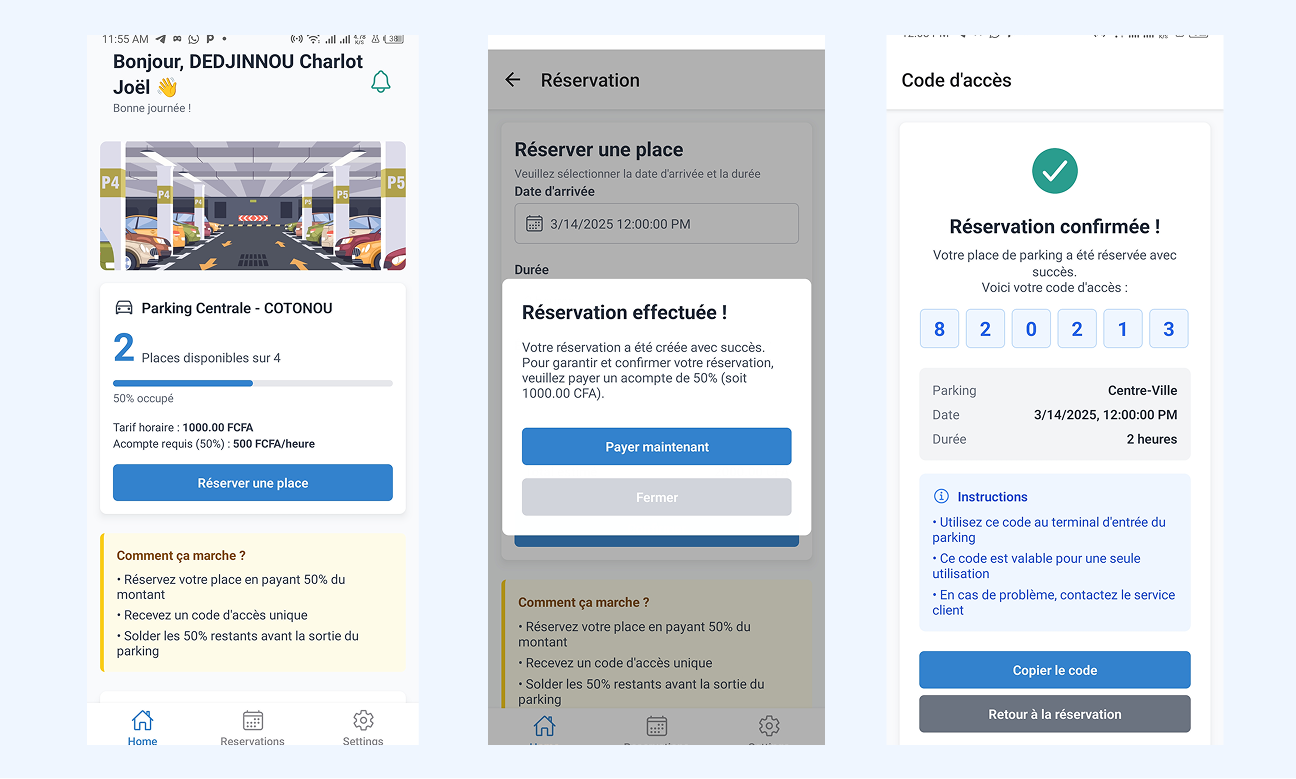 11:55 AM
Bonjour, DEDJINNOU Charlot
Joël 👋
Bonne journée !
P4
P4
P4
P5
P5
P5
Parking Centrale - COTONOU
2 Places disponibles sur 4
50% occupé
Tarif horaire : 1000.00 FCFA
Acompte requis (50%) : 500 FCFA/heure
Réserver une place
Comment ça marche ?
• Réservez votre place en payant 50% du
montant
• Recevez un code d'accès unique
• Solder les 50% restants avant la sortie du
parking
Home
Reservations
Settings
Réservation
Réserver une place
Veuillez sélectionner la date d'arrivée et la durée
Date d'arrivée
3/14/2025 12:00:00 PM
Durée
Réservation effectuée !
Votre réservation a été créée avec succès.
Pour garantir et confirmer votre réservation,
veuillez payer un acompte de 50% (soit
1000.00 CFA).
Payer maintenant
Fermer
Comment ça marche ?
• Réservez votre place en payant 50% du
montant
• Recevez un code d'accès unique
• Solder les 50% restants avant la sortie du
parking
Code d'accès
Réservation confirmée !
Votre place de parking a été réservée avec
succès.
Voici votre code d'accès :
8 2 0 2 1 3
Parking Centre-Ville
Date 3/14/2025, 12:00:00 PM
Durée 2 heures
Instructions
• Utilisez ce code au terminal d'entrée du
parking
• Ce code est valable pour une seule
utilisation
• En cas de problème, contactez le service
client
Copier le code
Retour à la réservation